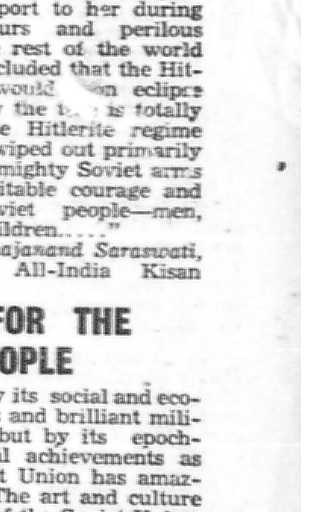 port to her during
urs and perilous
rest of the world
cluded that the Hit-
would on eclipse
the is totally
e Hitlerite regime
wiped out primarily
mighty Soviet arms
itable courage and
viet people—men,
ildren....."
ajanand Saraswati,
All-India Kisan
FOR THE
OPLE
y its social and eco-
and brilliant mili-
but by its epoch-
l achievements as
t Union has amaz-
The art and culture